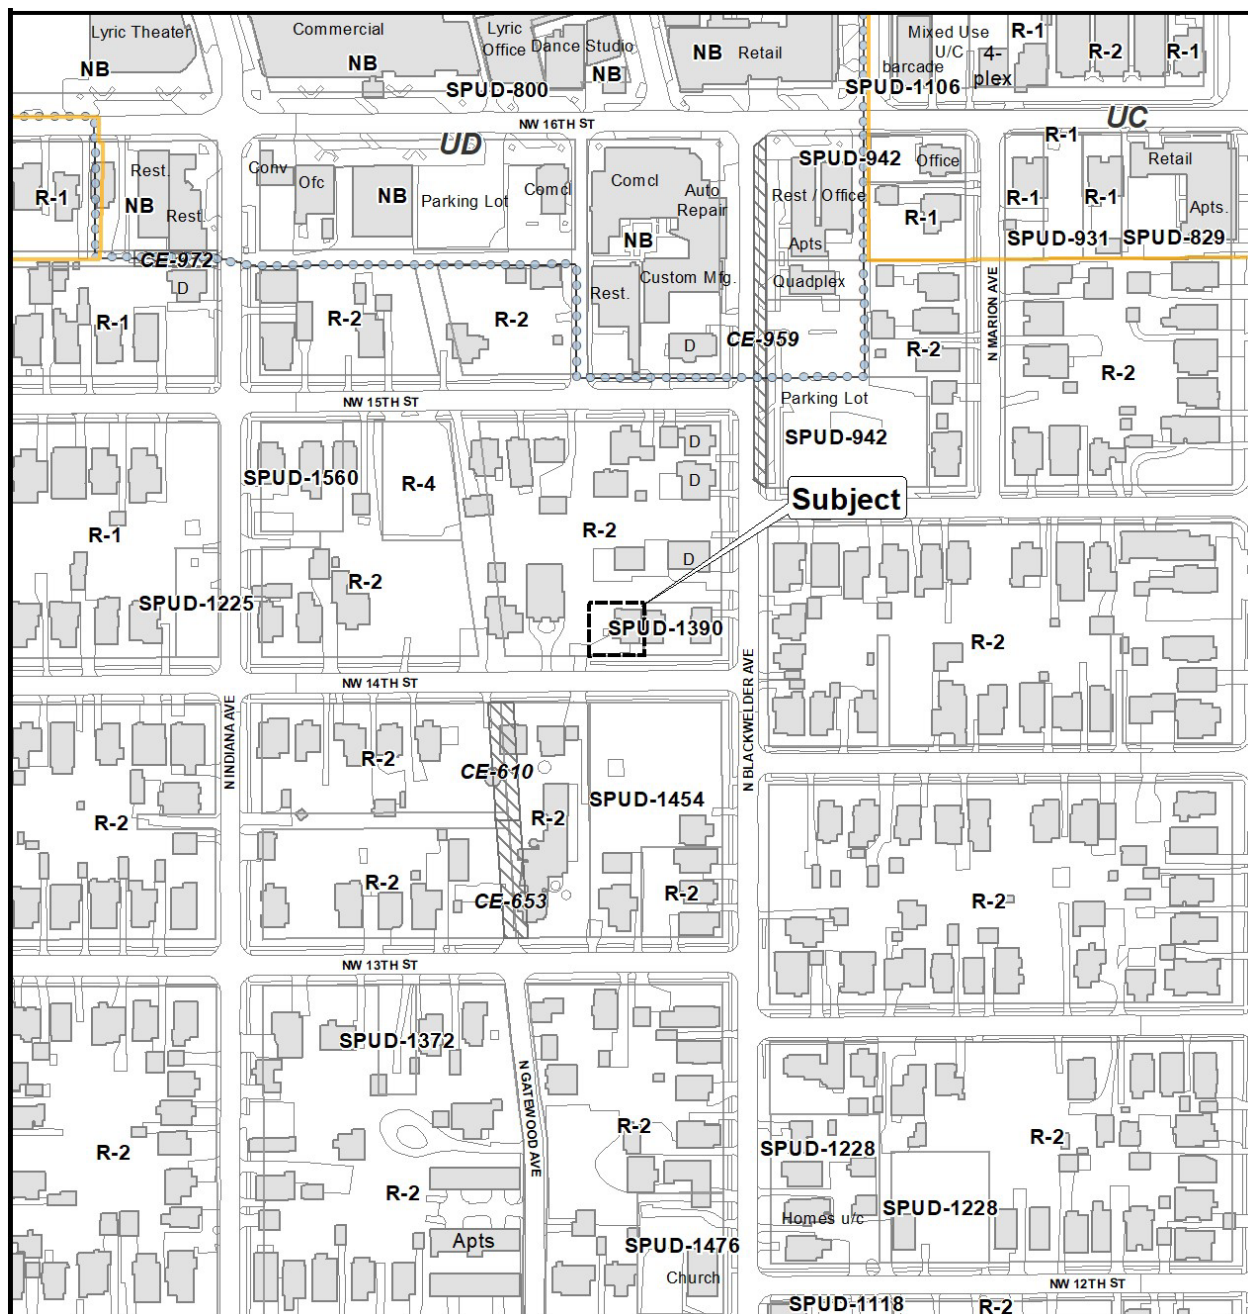 Lyric Theater
Commercial
Lyric
Office
Dance Studio
Retail
Mixed Use
U/C
barcade
4-
plex
R-1
R-2
R-1
NB
NB
NB
NB
SPUD-800
SPUD-1106
NW 16TH ST
UD
UC
R-1
Rest.
NB
Rest.
Conv
Ofc
NB
Parking Lot
Comcl
Comcl
Auto
Repair
NB
Custom Mfg.
Rest.
D
SPUD-942
Rest / Office
Apts
Quadplex
Office
R-1
R-1
R-1
R-1
Retail
Apts.
SPUD-931
SPUD-829
CE-972
D
R-1
R-2
R-2
CE-959
R-2
N MARION AVE
R-2
NW 15TH ST
Parking Lot
SPUD-942
SPUD-1560
R-4
D
D
Subject
R-1
R-2
D
SPUD-1225
R-2
SPUD-1390
R-2
NW 14TH ST
N INDIANA AVE
N BLACKWELDER AVE
R-2
CE-610
SPUD-1454
R-2
R-2
R-2
CE-653
R-2
R-2
NW 13TH ST
SPUD-1372
N GATEWOOD AVE
R-2
R-2
R-2
SPUD-1228
R-2
R-2
SPUD-1228
Homes u/c
Apts
SPUD-1476
Church
NW 12TH ST
SPUD-1118
R-2